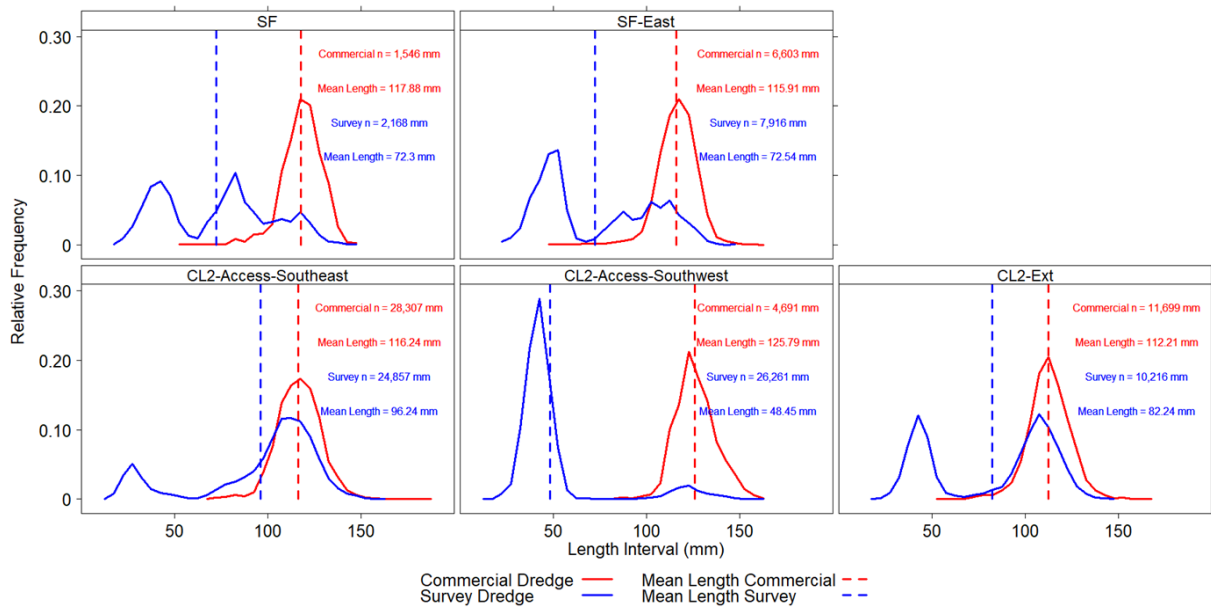 SF
SF-East
0.30
0.20
0.10
0
Commercial n = 1,546 mm
Mean Length = 117.88 mm
Survey n = 2,168 mm
Mean Length = 72.3 mm
Commercial n = 6,603 mm
Mean Length = 115.91 mm
Survey n = 7,916 mm
Mean Length = 72.54 mm
Relative Frequency
CL2-Access-Southeast
CL2-Access-Southwest
CL2-Ext
0.30
0.20
0.10
0
Commercial n = 28,307 mm
Mean Length = 116.24 mm
Survey n = 24,857 mm
Mean Length = 96.24 mm
Commercial n = 4,691 mm
Mean Length = 125.79 mm
Survey n = 26,261 mm
Mean Length = 48.45 mm
Commercial n = 11,699 mm
Mean Length = 112.21 mm
Survey n = 10,216 mm
Mean Length = 82.24 mm
50 100 150
50 100 150
50 100 150
Length Interval (mm)
Commercial Dredge
Survey Dredge
Mean Length Commercial
Mean Length Survey